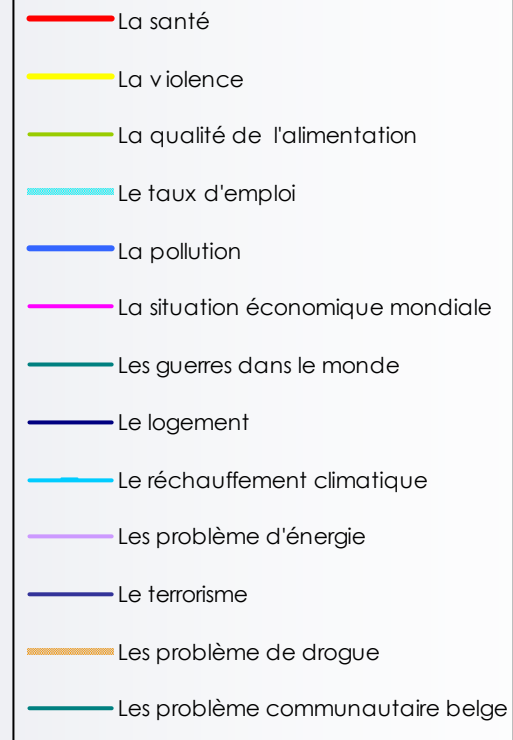 La santé
La violence
La qualité de l'alimentation
Le taux d'emploi
La pollution
La situation économique mondiale
Les guerres dans le monde
Le logement
Le réchauffement climatique
Les problème d'énergie
Le terrorisme
Les problème de drogue
Les problème communautaire belge